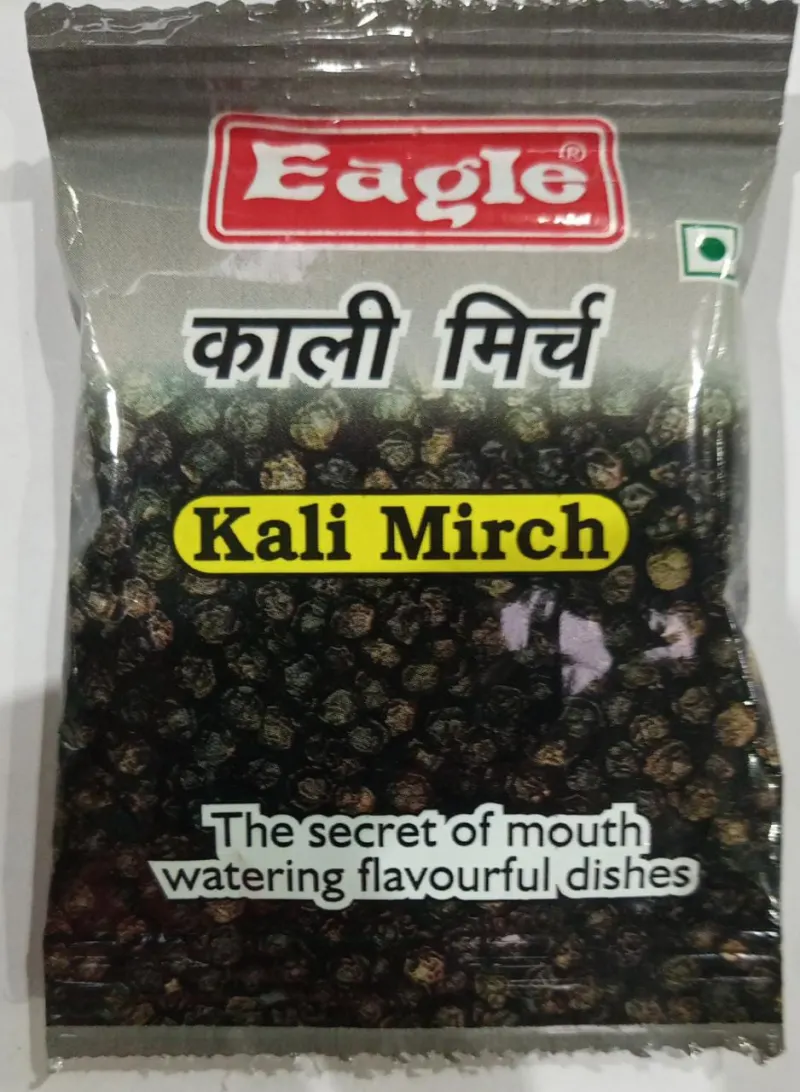 Eagle®
काली मिर्च
Kali Mirch
The secret of mouth
watering flavourful dishes